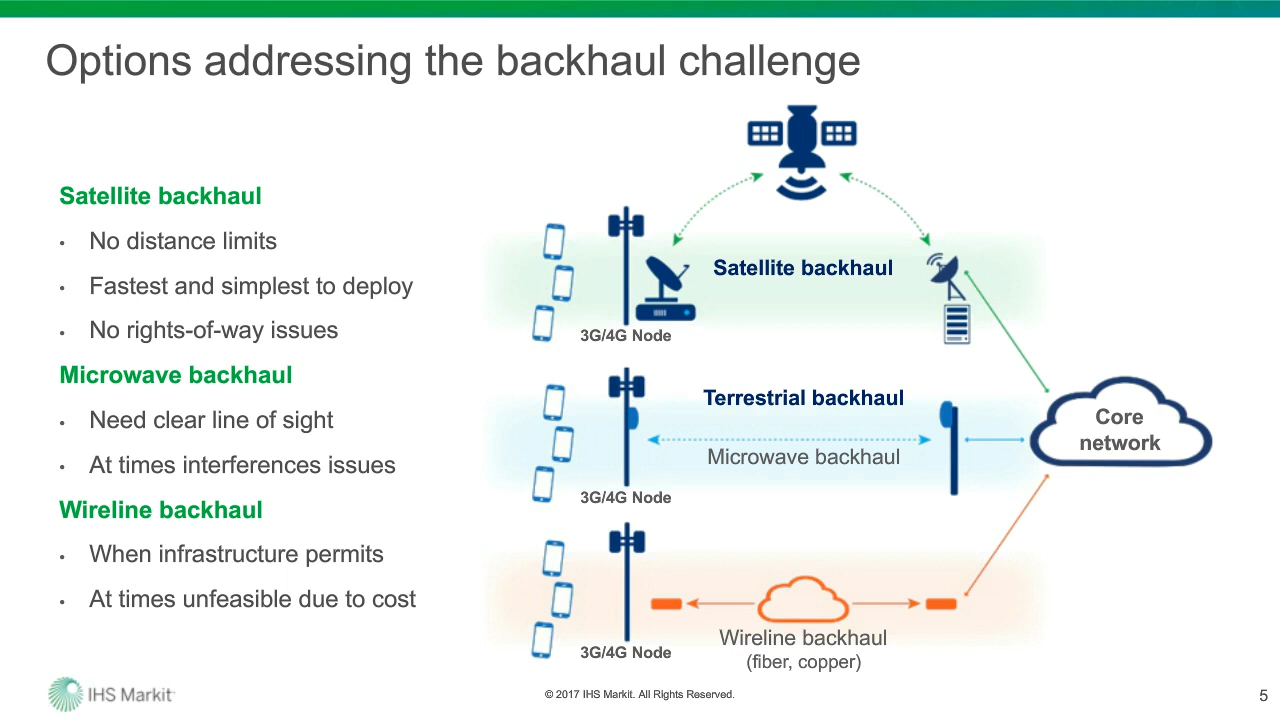 Options addressing the backhaul challenge
Satellite backhaul
• No distance limits
• Fastest and simplest to deploy
• No rights-of-way issues
Microwave backhaul
• Need clear line of sight
• At times interferences issues
Wireline backhaul
• When infrastructure permits
• At times unfeasible due to cost
Satellite backhaul
3G/4G Node
Terrestrial backhaul
Microwave backhaul
3G/4G Node
Core
network
Wireline backhaul
(fiber, copper)
3G/4G Node
IHS Markit
© 2017 IHS Markit. All Rights Reserved.
5